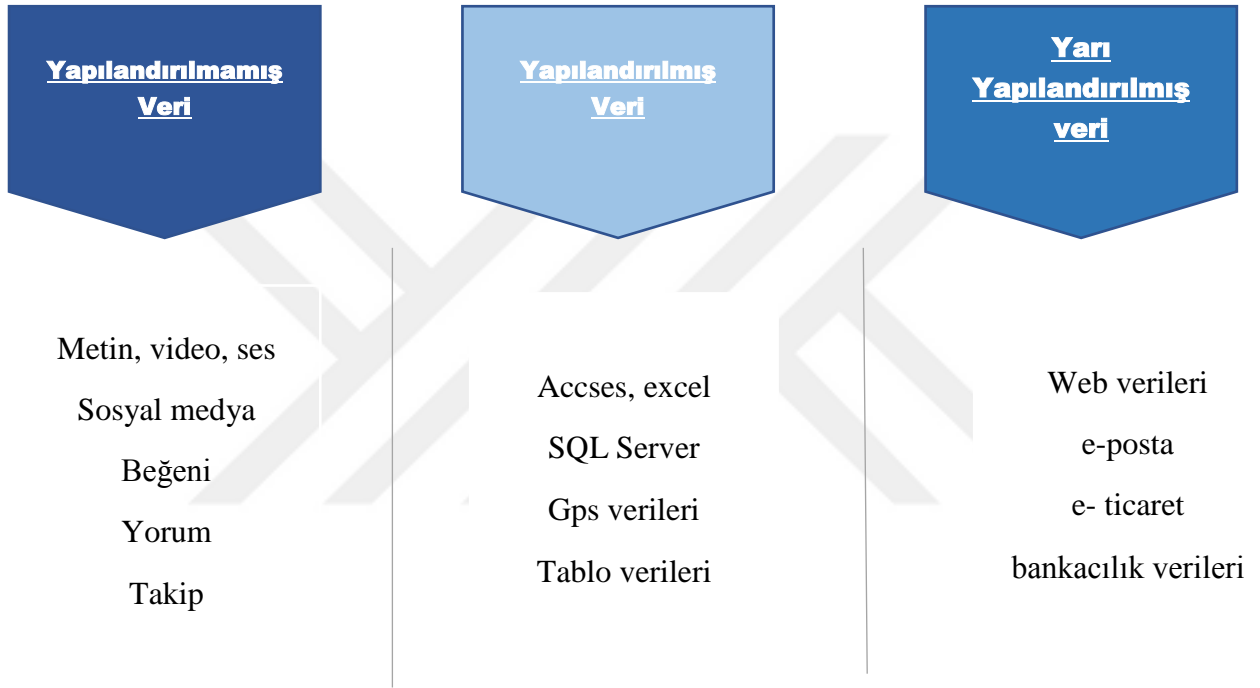 Yapılandırılmamış
Veri
Metin, video, ses
Sosyal medya
Beğeni
Yorum
Takip
Yapılandırılmış
Veri
Accses, excel
SQL Server
Gps verileri
Tablo verileri
Yarı
Yapılandırılmış
veri
Web verileri
e-posta
e- ticaret
bankacılık verileri